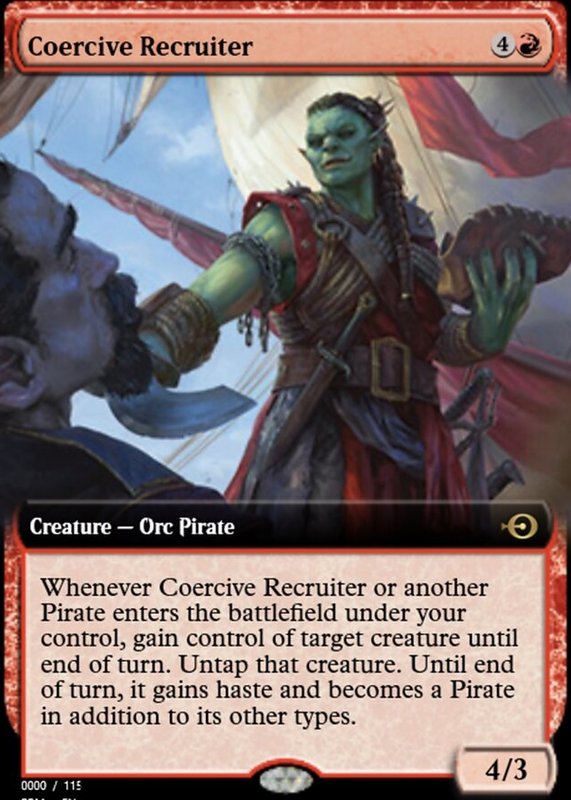 Coercive Recruiter 4
Creature — Orc Pirate
Whenever Coercive Recruiter or another
Pirate enters the battlefield under your
control, gain control of target creature until
end of turn. Untap that creature. Until end
of turn, it gains haste and becomes a Pirate
in addition to its other types.
4/3
0000 / 115